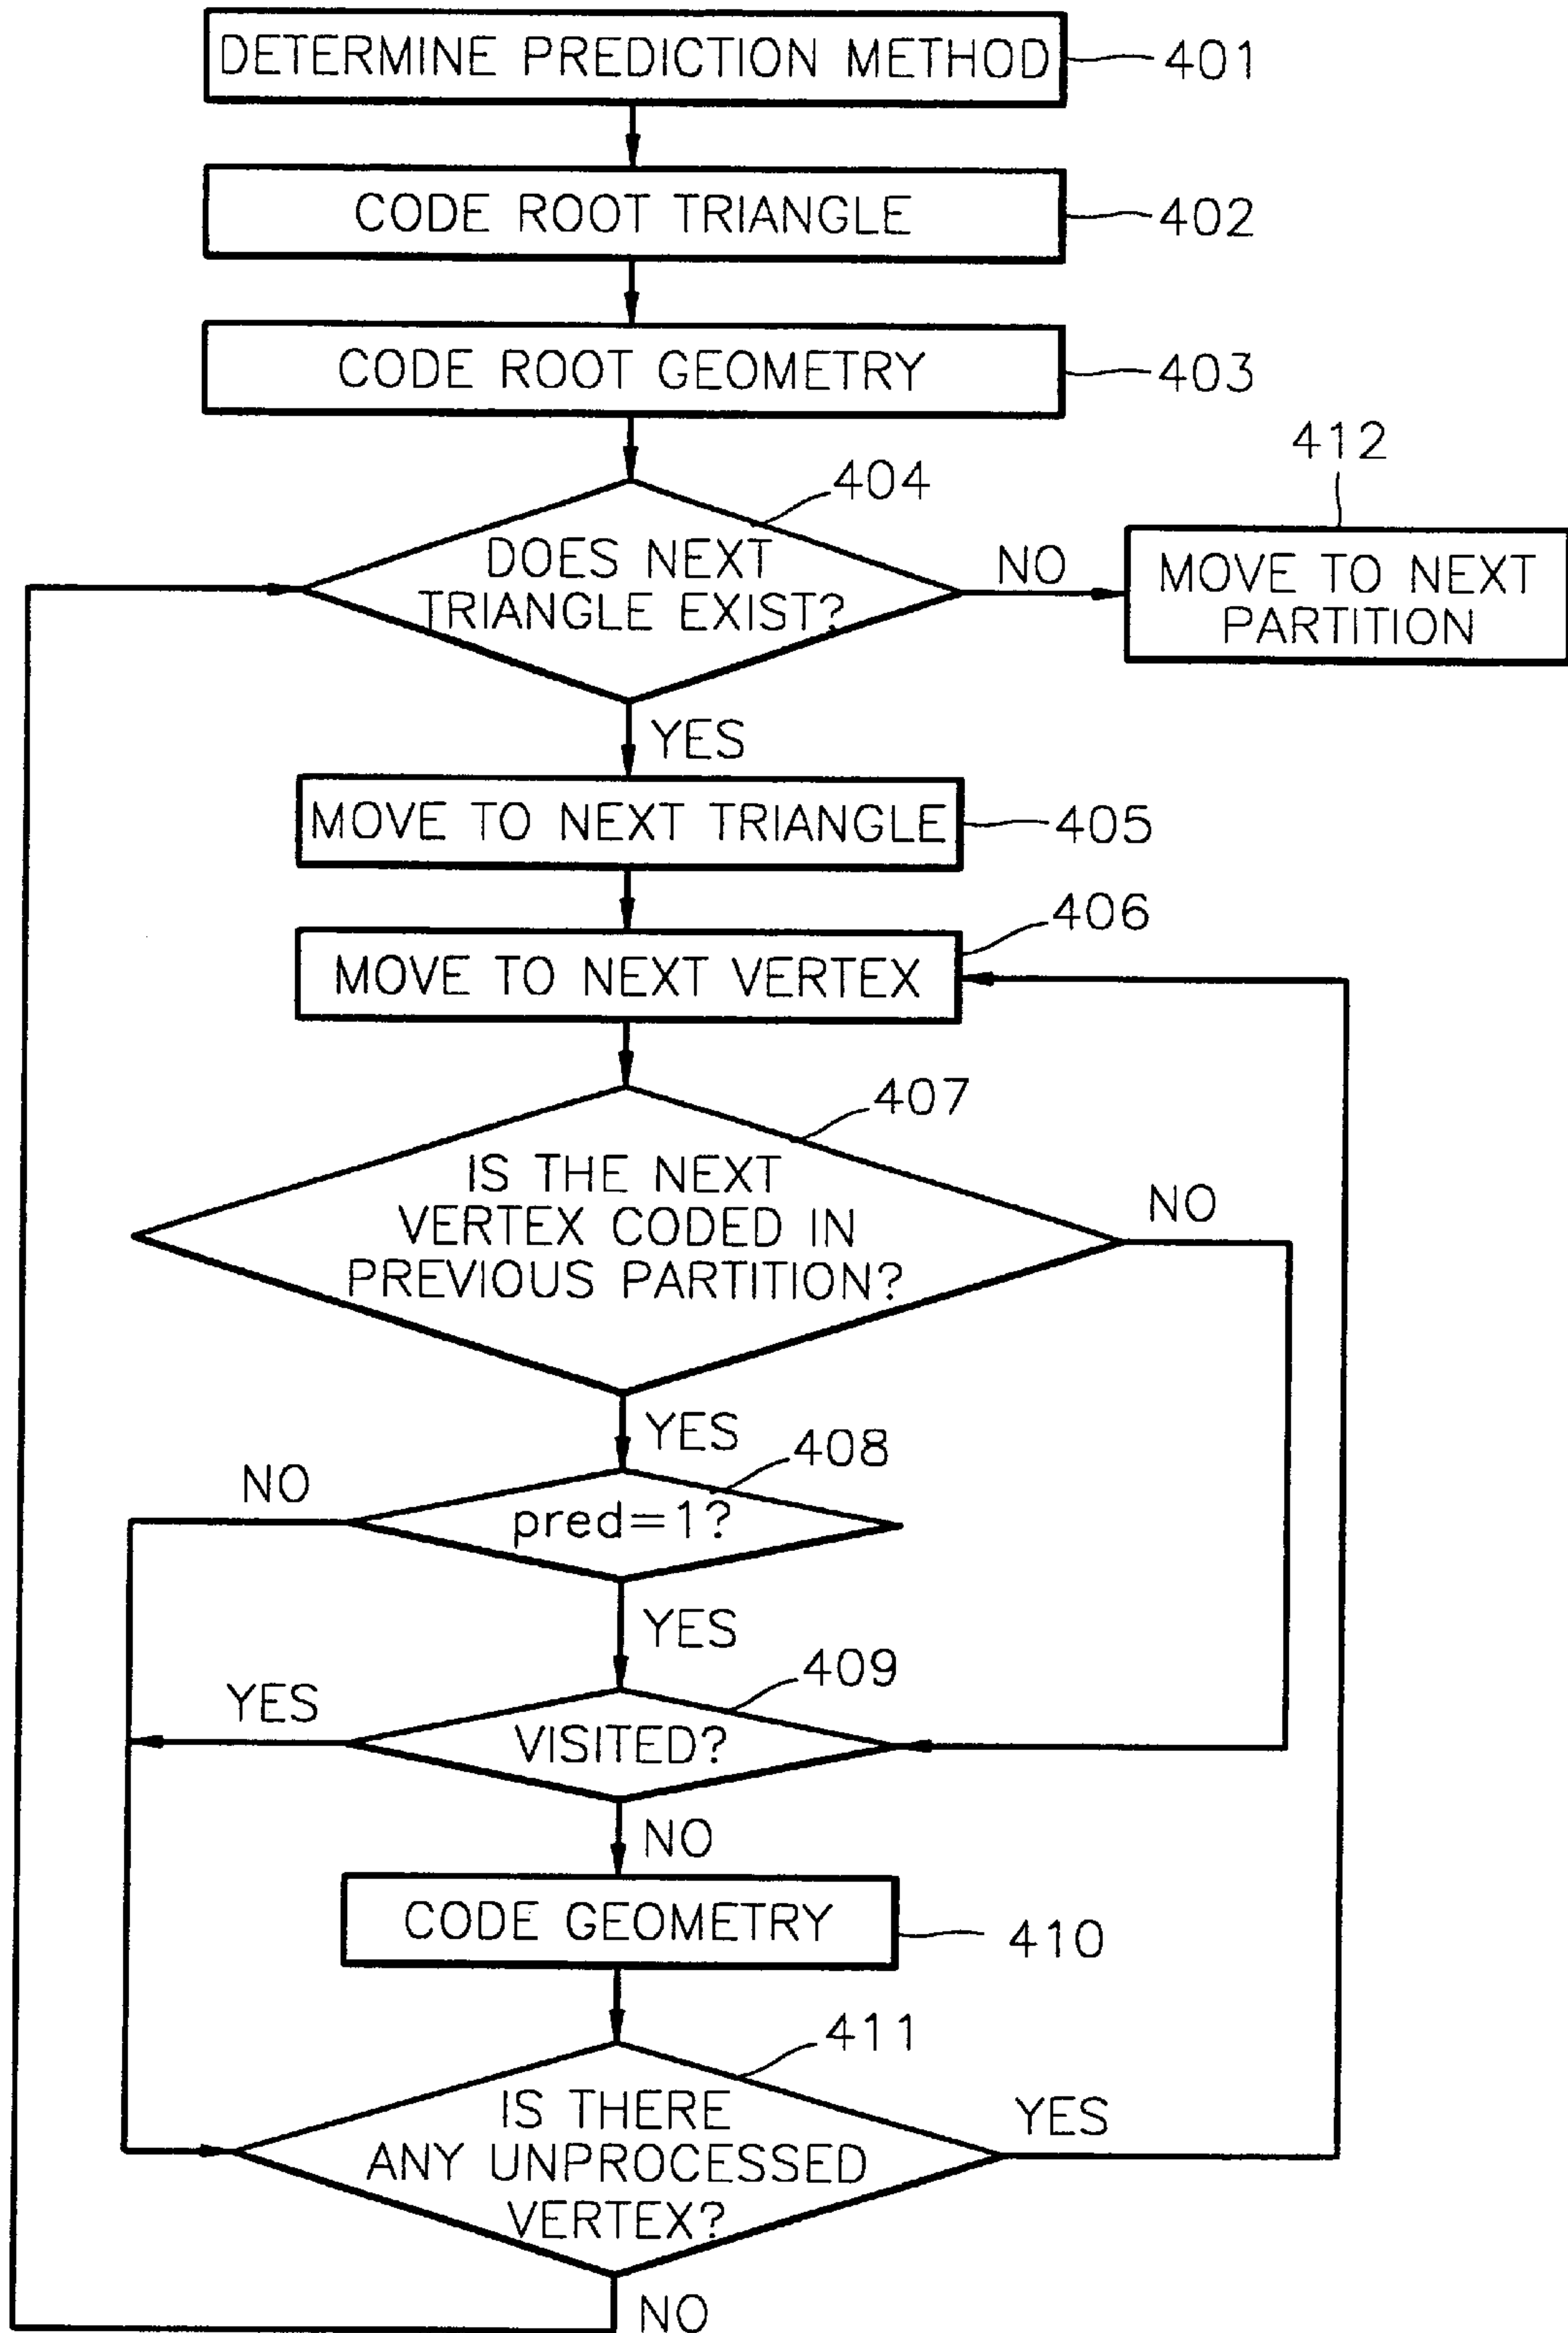 DETERMINE PREDICTION METHOD
401
CODE ROOT TRIANGLE
402
CODE ROOT GEOMETRY
403
412
404
DOES NEXT
TRIANGLE EXIST?
NO
MOVE TO NEXT
PARTITION
YES
MOVE TO NEXT TRIANGLE
405
406
MOVE TO NEXT VERTEX
407
IS THE NEXT
VERTEX CODED IN
PREVIOUS PARTITION?
NO
YES
408
NO
pred=1?
YES
409
YES
VISITED?
NO
CODE GEOMETRY
410
411
IS THERE
ANY UNPROCESSED
VERTEX?
YES
NO